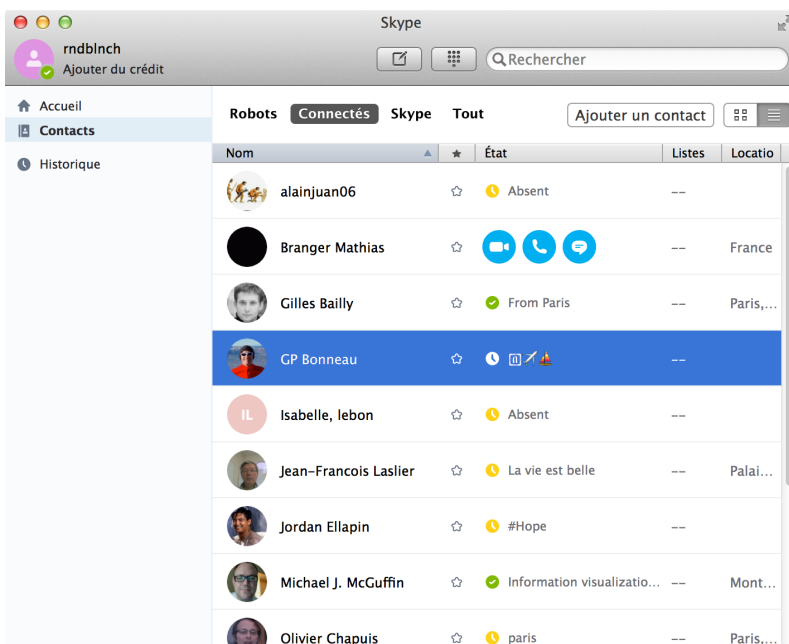 Skype
rndblnch
Ajouter du crédit
Rechercher
Accueil
Contacts
Historique
Robots Connectés Skype Tout Ajouter un contact
Nom État Listes Locatio
alainjuan06 Absent --
Branger Mathias -- France
Gilles Bailly From Paris -- Paris,...
GP Bonneau --
IL Isabelle, lebon Absent --
Jean-Francois Laslier La vie est belle -- Palai...
Jordan Ellapin #Hope --
Michael J. McGuffin Information visualizatio... -- Mont...
Olivier Chapuis paris -- Paris,...